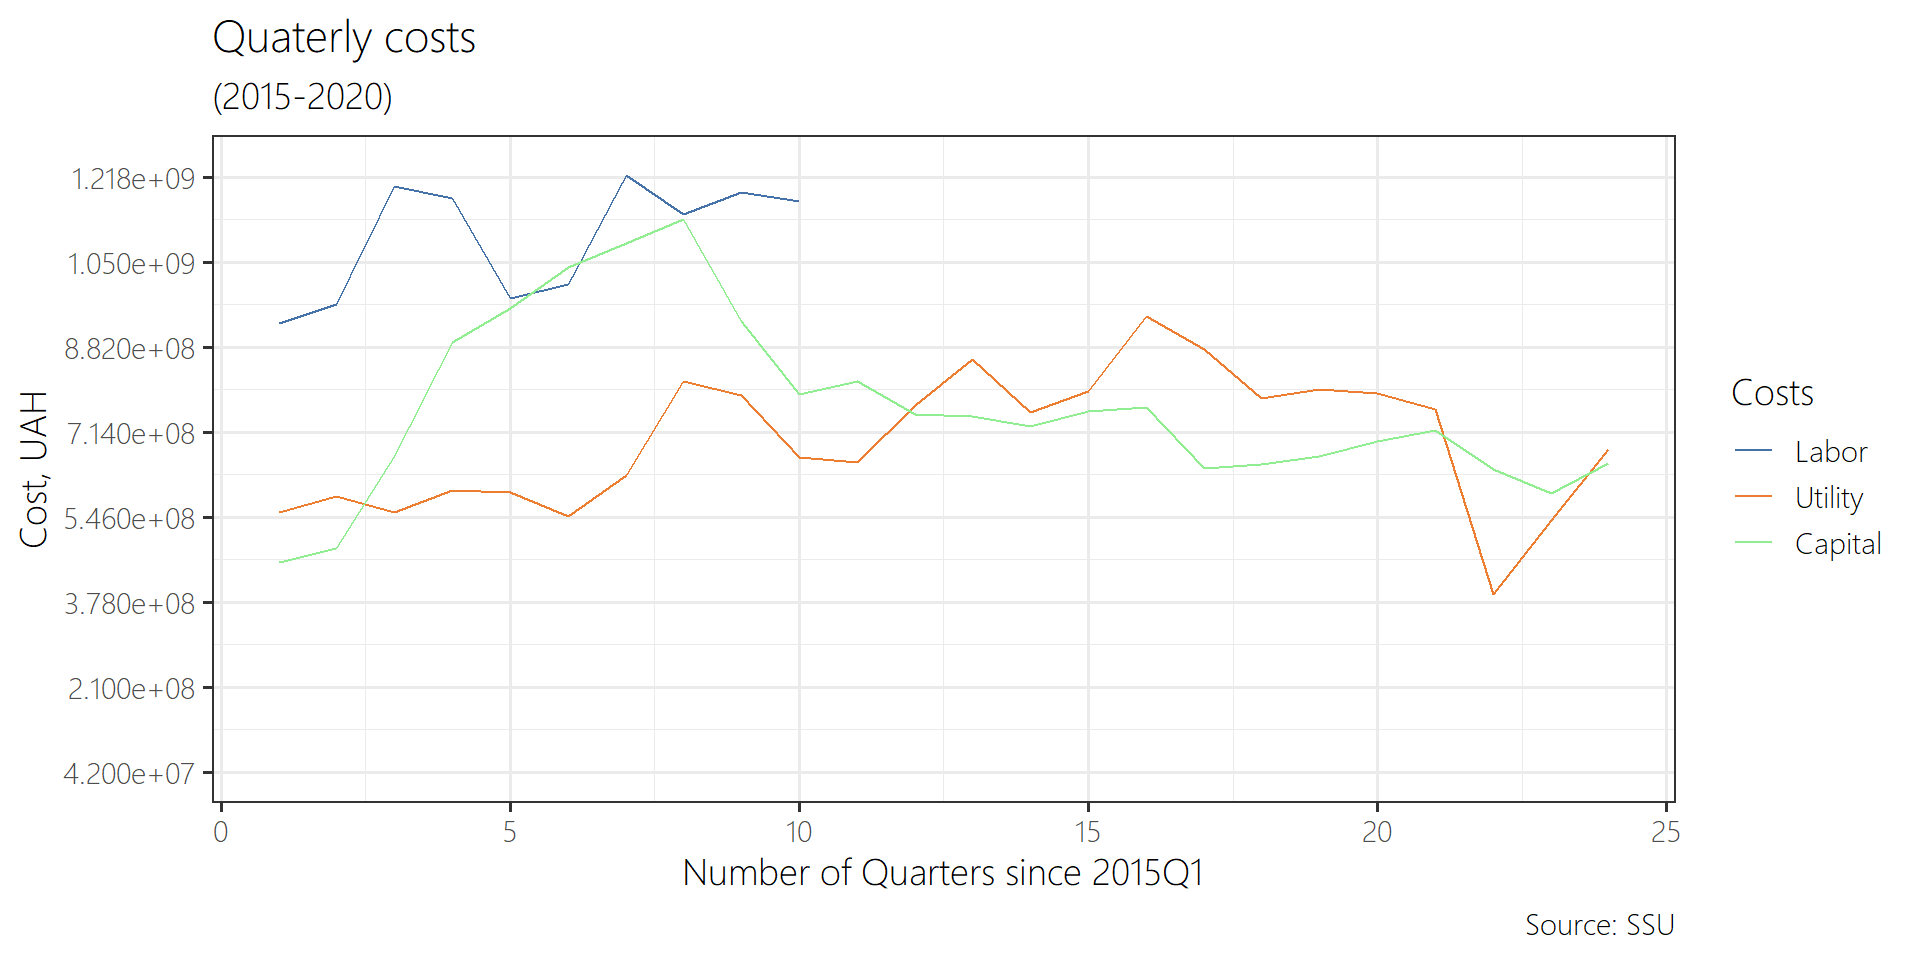 Quaterly costs
(2015-2020)
Cost, UAH
1.218e+09
1.050e+09
8.820e+08
7.140e+08
5.460e+08
3.780e+08
2.100e+08
4.200e+07
0 5 10 15 20 25
Number of Quarters since 2015Q1
Costs
Labor
Utility
Capital
Source: SSU